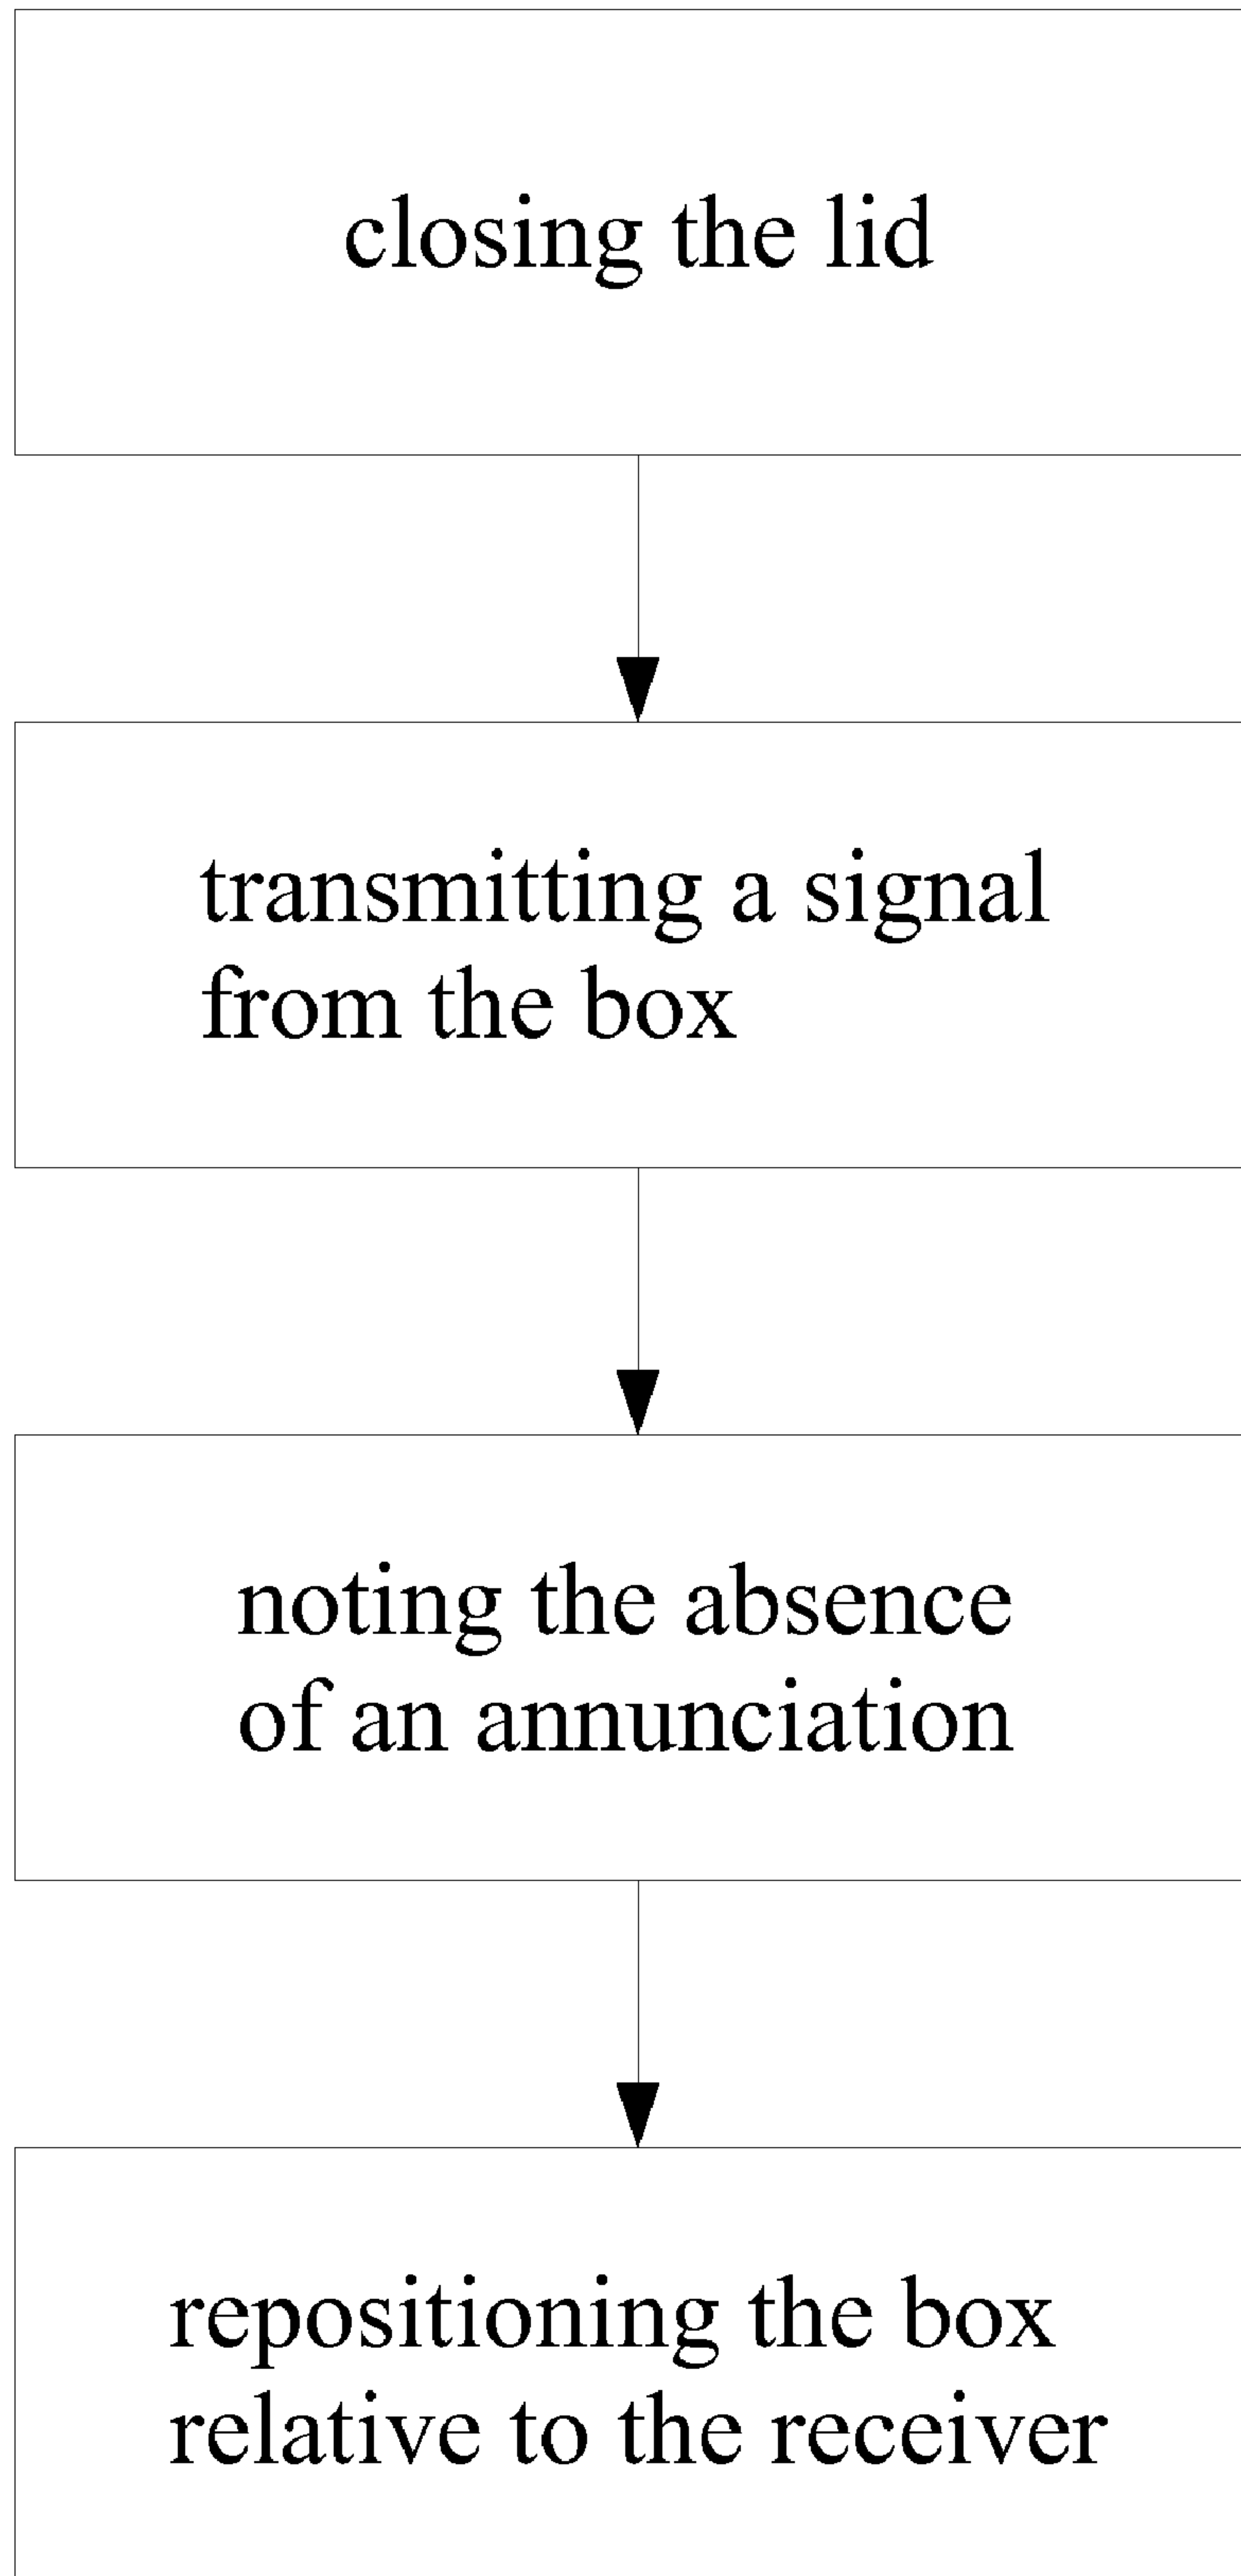 closing the lid
transmitting a signal
from the box
noting the absence
of an annunciation
repositioning the box
relative to the receiver